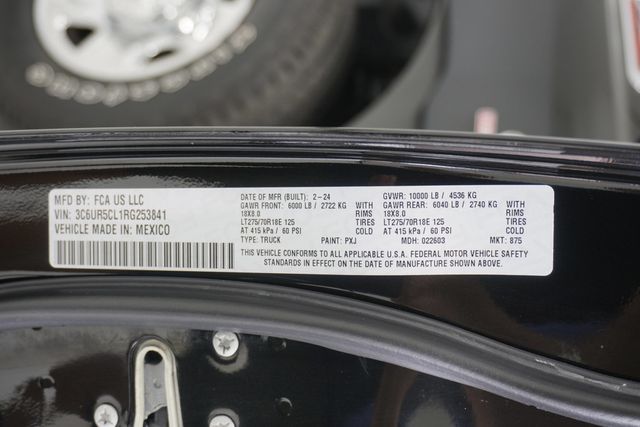 MFD BY: FCA US LLC
VIN: 3C6UR5CL1RG253841
VEHICLE MADE IN: MEXICO
DATE OF MFR (BUILT): 2-24 GVWR: 10000 LB / 4536 KG
GAWR FRONT: 6000 LB / 2722 KG WITH GAWR REAR: 6040 LB / 2740 KG WITH
18X8.0 RIMS 18X8.0 RIMS
LT275/70R18E 125 TIRES LT275/70R18E 125 TIRES
AT 415 kPa / 60 PSI COLD AT 415 kPa / 60 PSI COLD
TYPE: TRUCK PAINT: PXJ MDH: 022603 MKT: 875
THIS VEHICLE CONFORMS TO ALL APPLICABLE U.S.A. FEDERAL MOTOR VEHICLE SAFETY
STANDARDS IN EFFECT ON THE DATE OF MANUFACTURE SHOWN ABOVE.